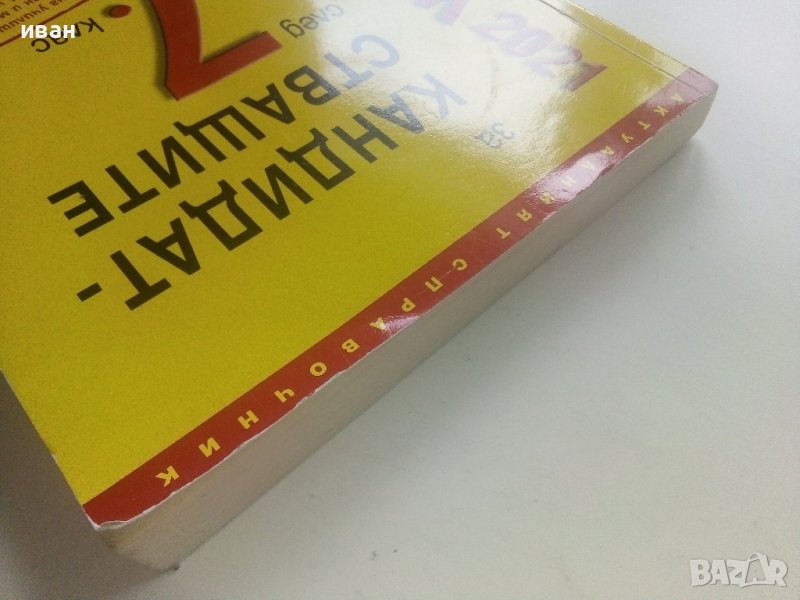 иван
АКТУАЛНИЯТ СПРАВОЧНИК
2021
ЗА
КАНДИДАТ-
СТВАЩИТЕ
след 7. клас
BAZAR